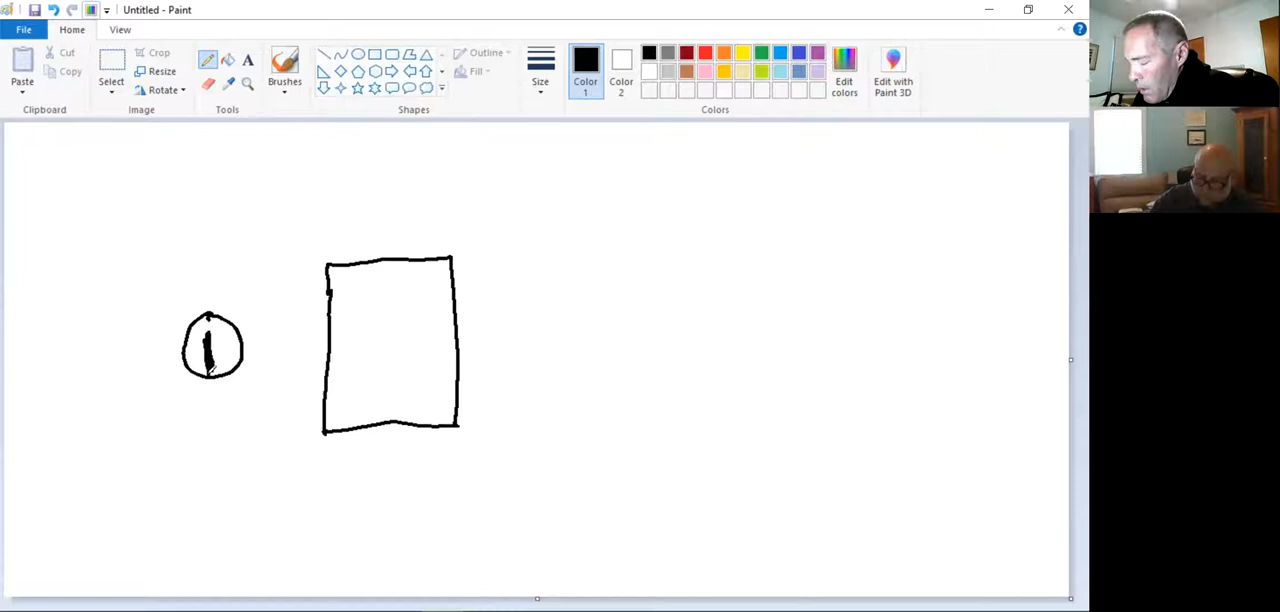 Untitled - Paint
File
Home
View
Paste
Cut
Copy
Clipboard
Select
Crop
Resize
Rotate
Image
A
Tools
Brushes
Outline
Fill
Shapes
Size
Color
1
Color
2
Edit
colors
Edit with
Paint 3D
Colors
?
1